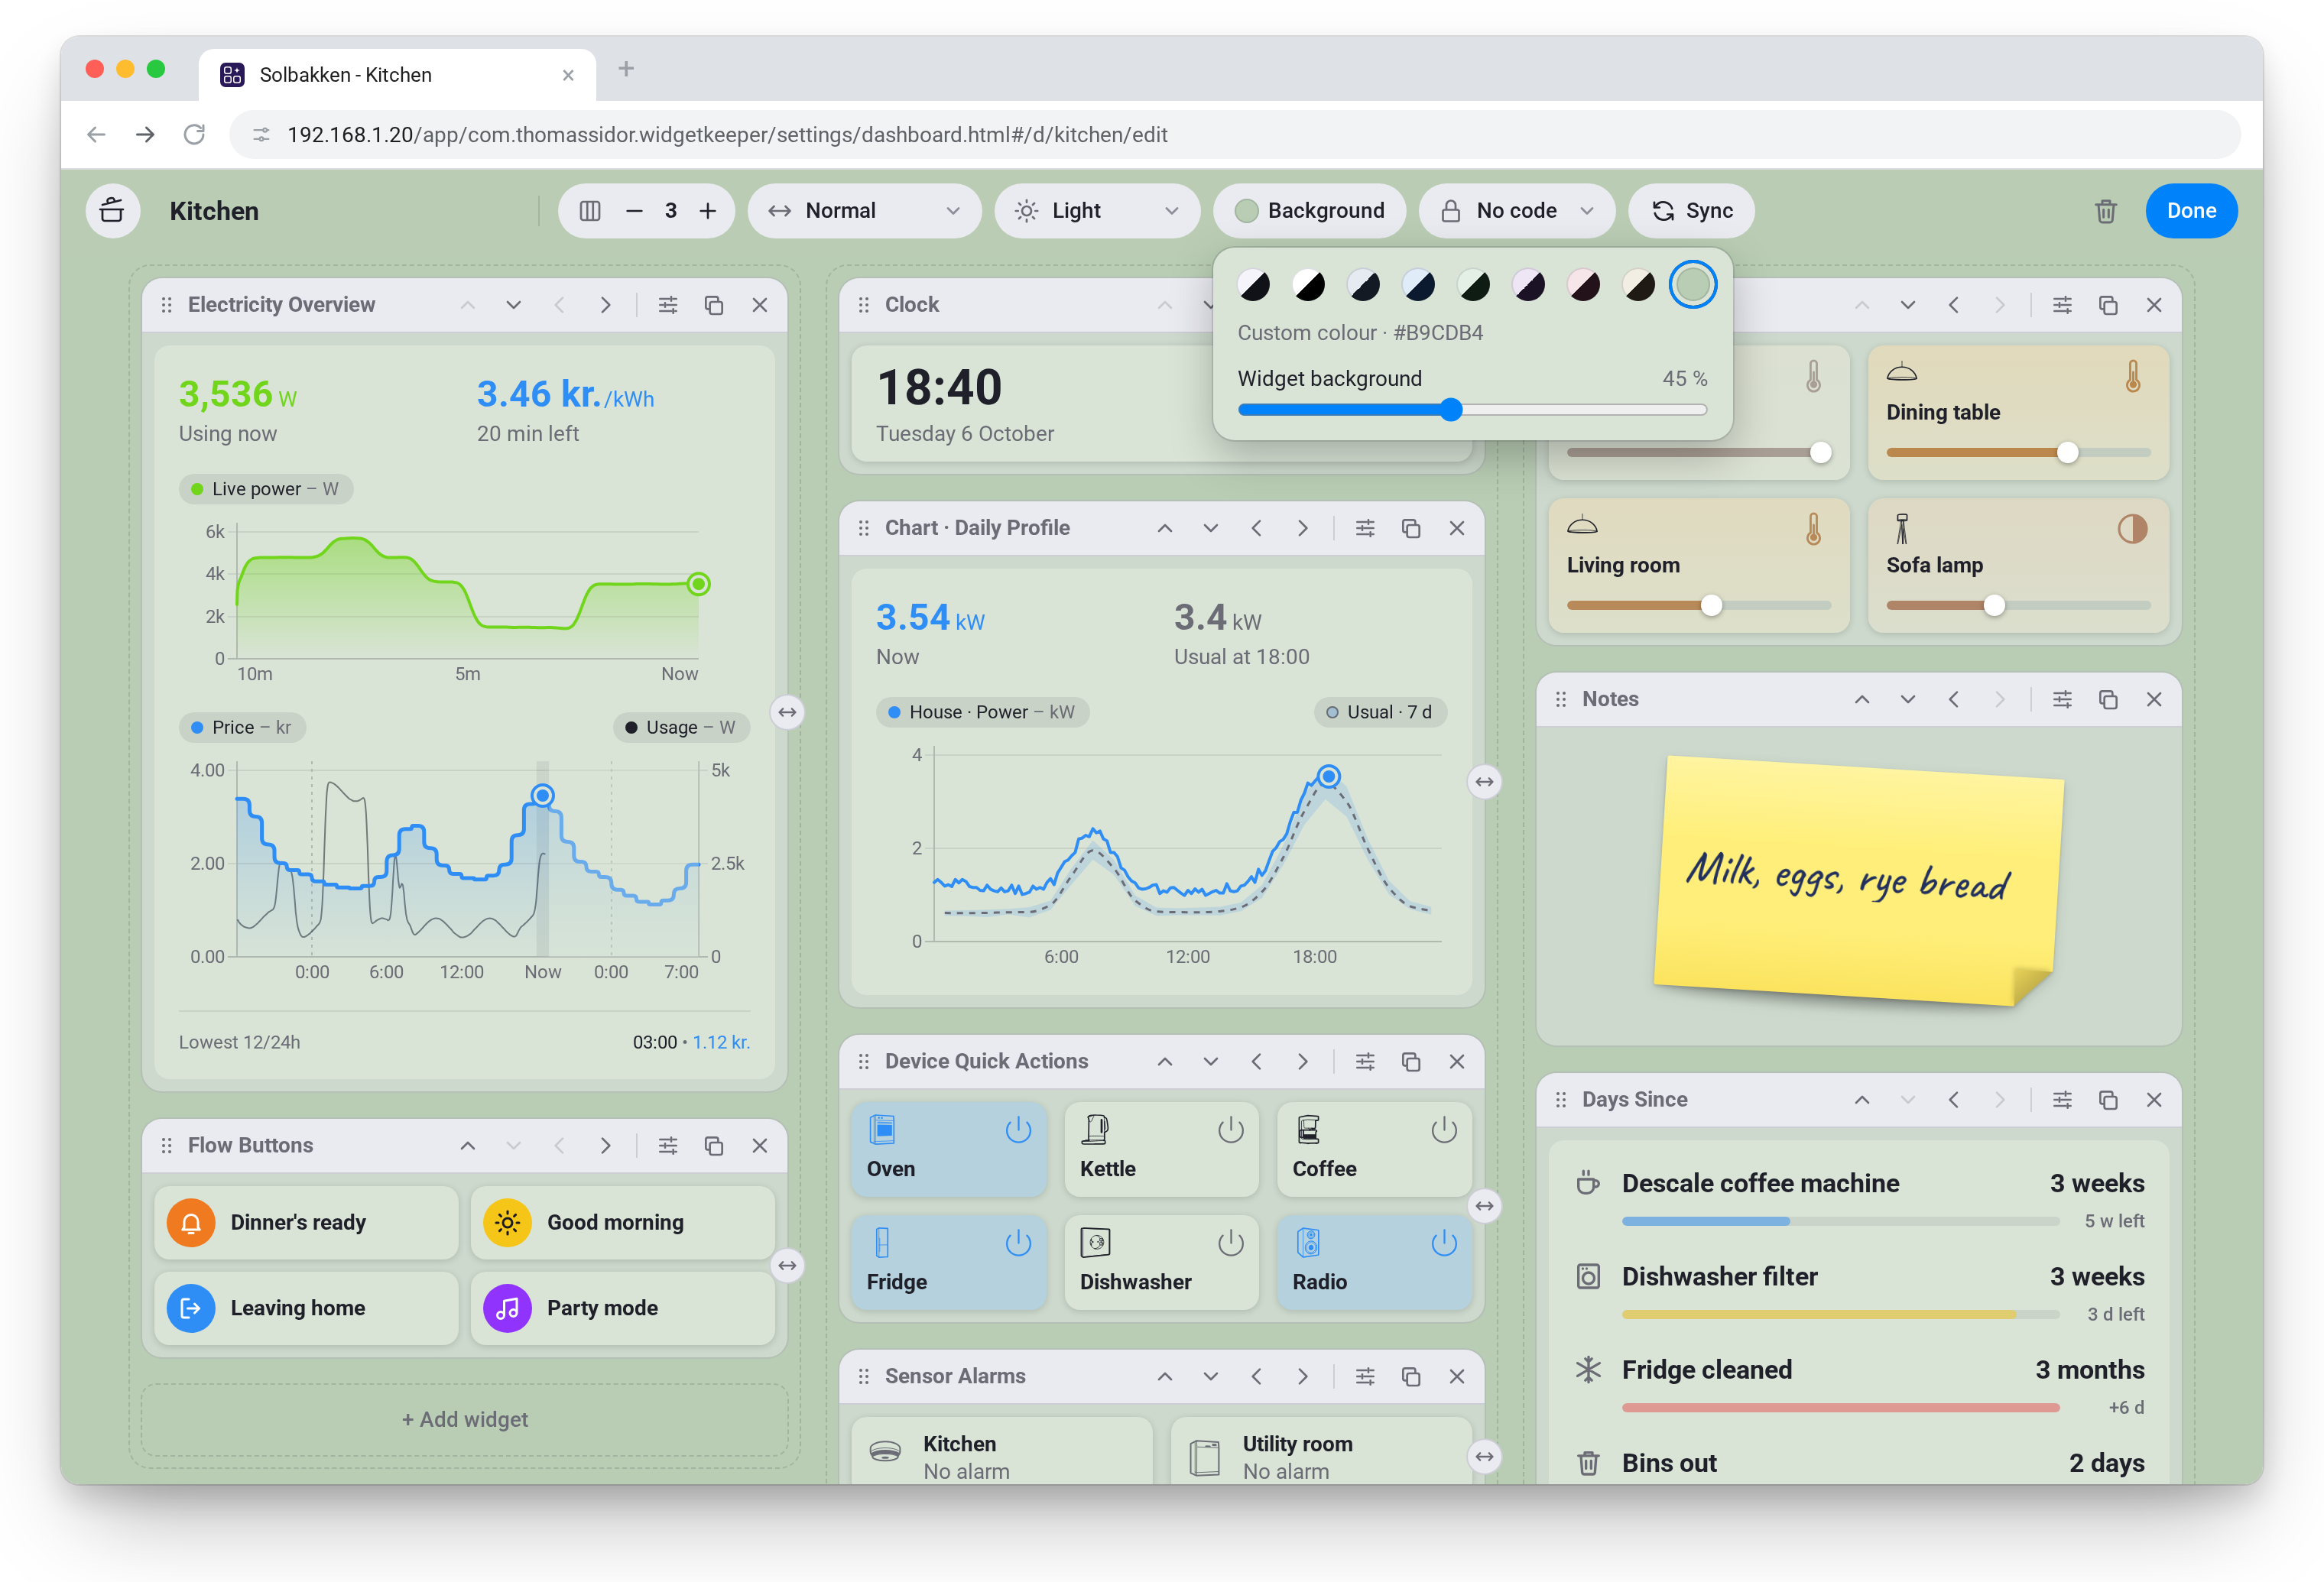 Solbakken - Kitchen
192.168.1.20/app/com.thomassidor.widgetkeeper/settings/dashboard.html#/d/kitchen/edit
Kitchen
3
Normal
Light
Background
No code
Sync
Done
Custom colour · #B9CDB4
Widget background
45 %
Electricity Overview
3,536 W
Using now
3.46 kr./kWh
20 min left
Live power – W
6k
4k
2k
0
10m
5m
Now
Price – kr
Usage – W
4.00
2.00
0.00
5k
2.5k
0
0:00
6:00
12:00
Now
0:00
7:00
Lowest 12/24h
03:00 • 1.12 kr.
Flow Buttons
Dinner's ready
Good morning
Leaving home
Party mode
+ Add widget
Clock
18:40
Tuesday 6 October
Chart · Daily Profile
3.54 kW
Now
3.4 kW
Usual at 18:00
House · Power – kW
Usual · 7 d
4
2
0
6:00
12:00
18:00
Device Quick Actions
Oven
Kettle
Coffee
Fridge
Dishwasher
Radio
Sensor Alarms
Kitchen
No alarm
Utility room
No alarm
Dining table
Living room
Sofa lamp
Notes
Milk, eggs, rye bread
Days Since
Descale coffee machine
3 weeks
5 w left
Dishwasher filter
3 weeks
3 d left
Fridge cleaned
3 months
+6 d
Bins out
2 days